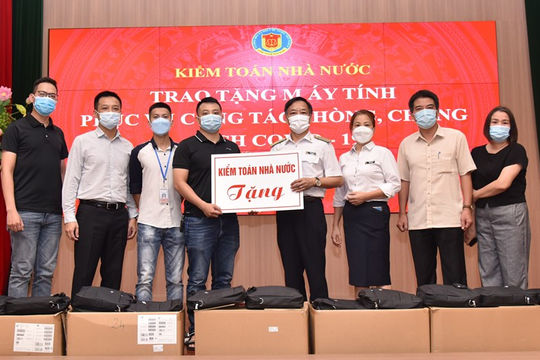 KIỂM TOÁN NHÀ NƯỚC
TRAO TẶNG MÁY TÍNH
PHỤC VỤ CÔNG TÁC PHÒNG, CHỐNG
KIỂM TOÁN NHÀ NƯỚC
Tặng